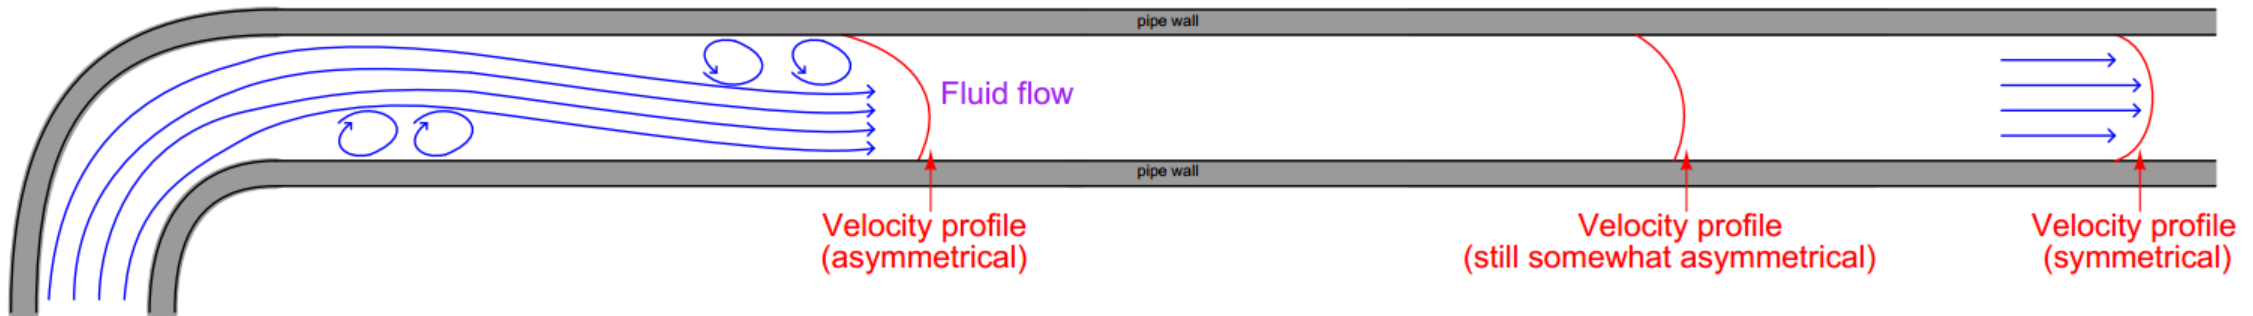 pipe wall
Fluid flow
pipe wall
Velocity profile
(asymmetrical)
Velocity profile
(still somewhat asymmetrical)
Velocity profile
(symmetrical)